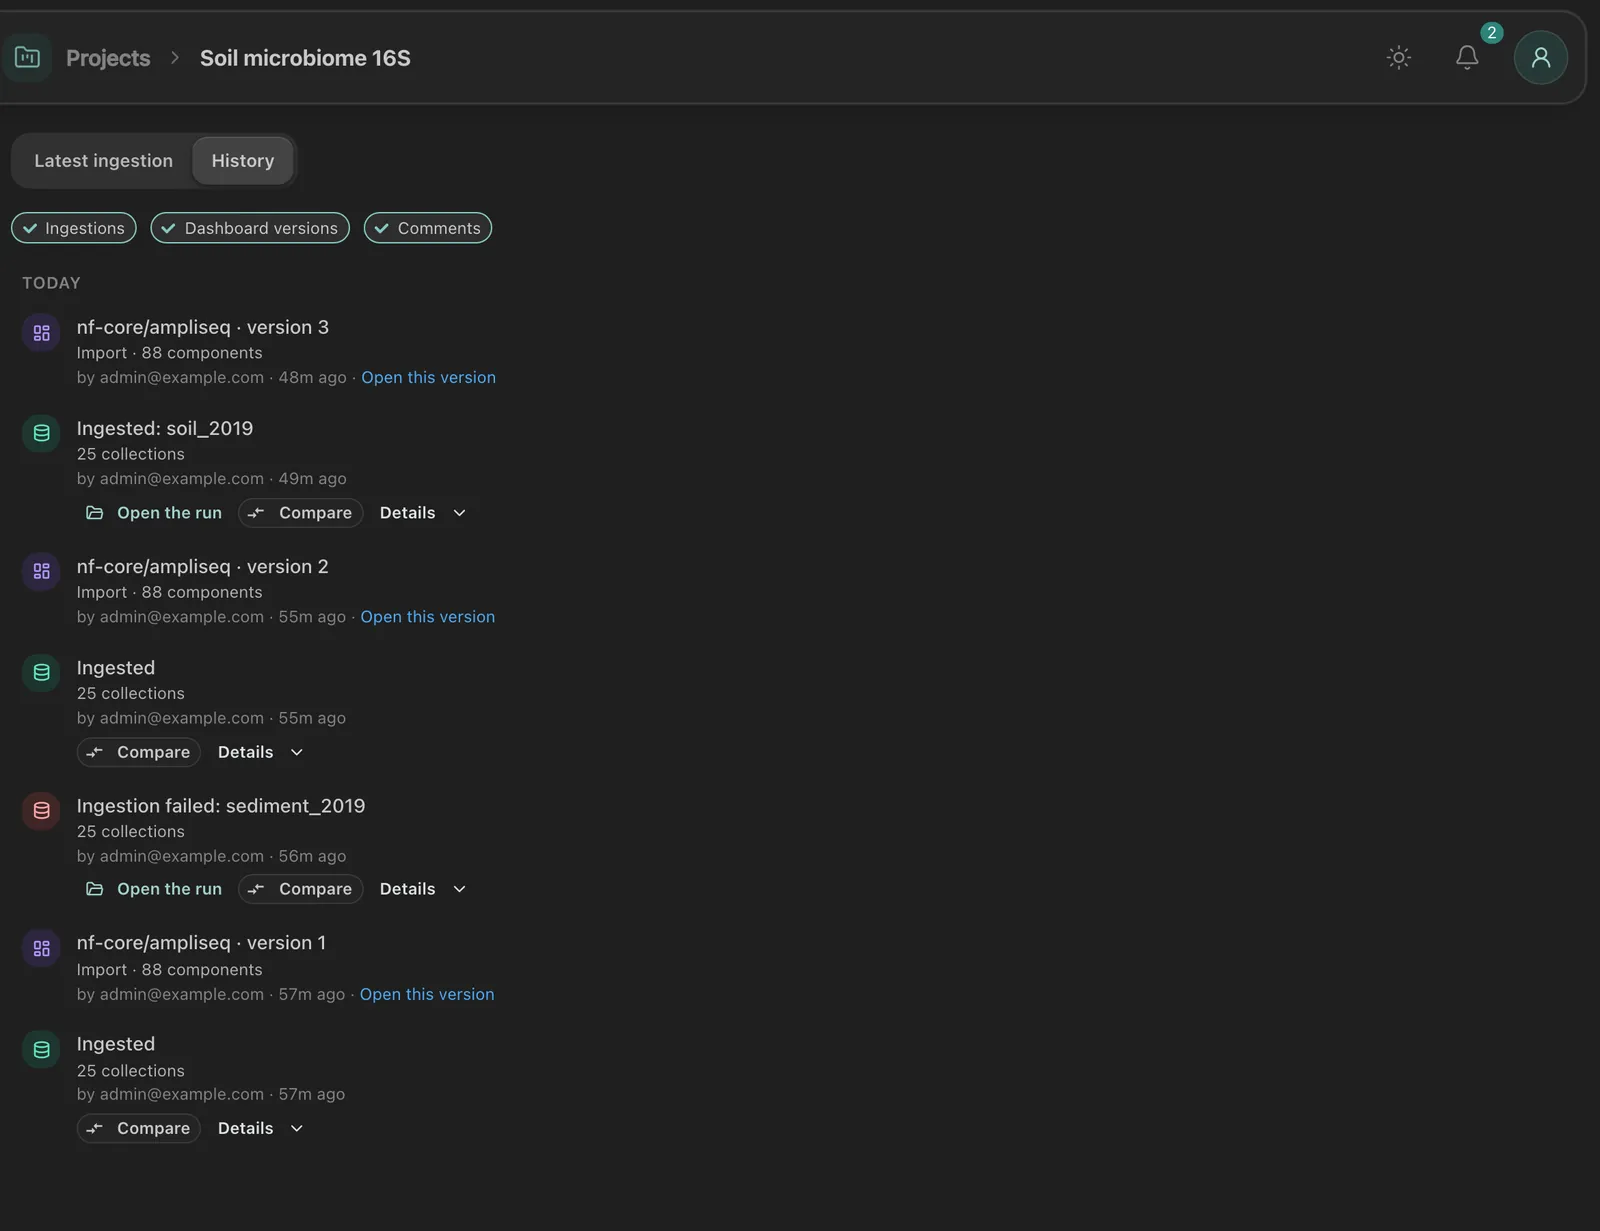 Projects > Soil microbiome 16S
2
Latest ingestion History
Ingestions Dashboard versions Comments
TODAY
nf-core/ampliseq · version 3
Import · 88 components
by admin@example.com · 48m ago · Open this version
Ingested: soil_2019
25 collections
by admin@example.com · 49m ago
Open the run Compare Details
nf-core/ampliseq · version 2
Import · 88 components
by admin@example.com · 55m ago · Open this version
Ingested
25 collections
by admin@example.com · 55m ago
Compare Details
Ingestion failed: sediment_2019
25 collections
by admin@example.com · 56m ago
Open the run Compare Details
nf-core/ampliseq · version 1
Import · 88 components
by admin@example.com · 57m ago · Open this version
Ingested
25 collections
by admin@example.com · 57m ago
Compare Details